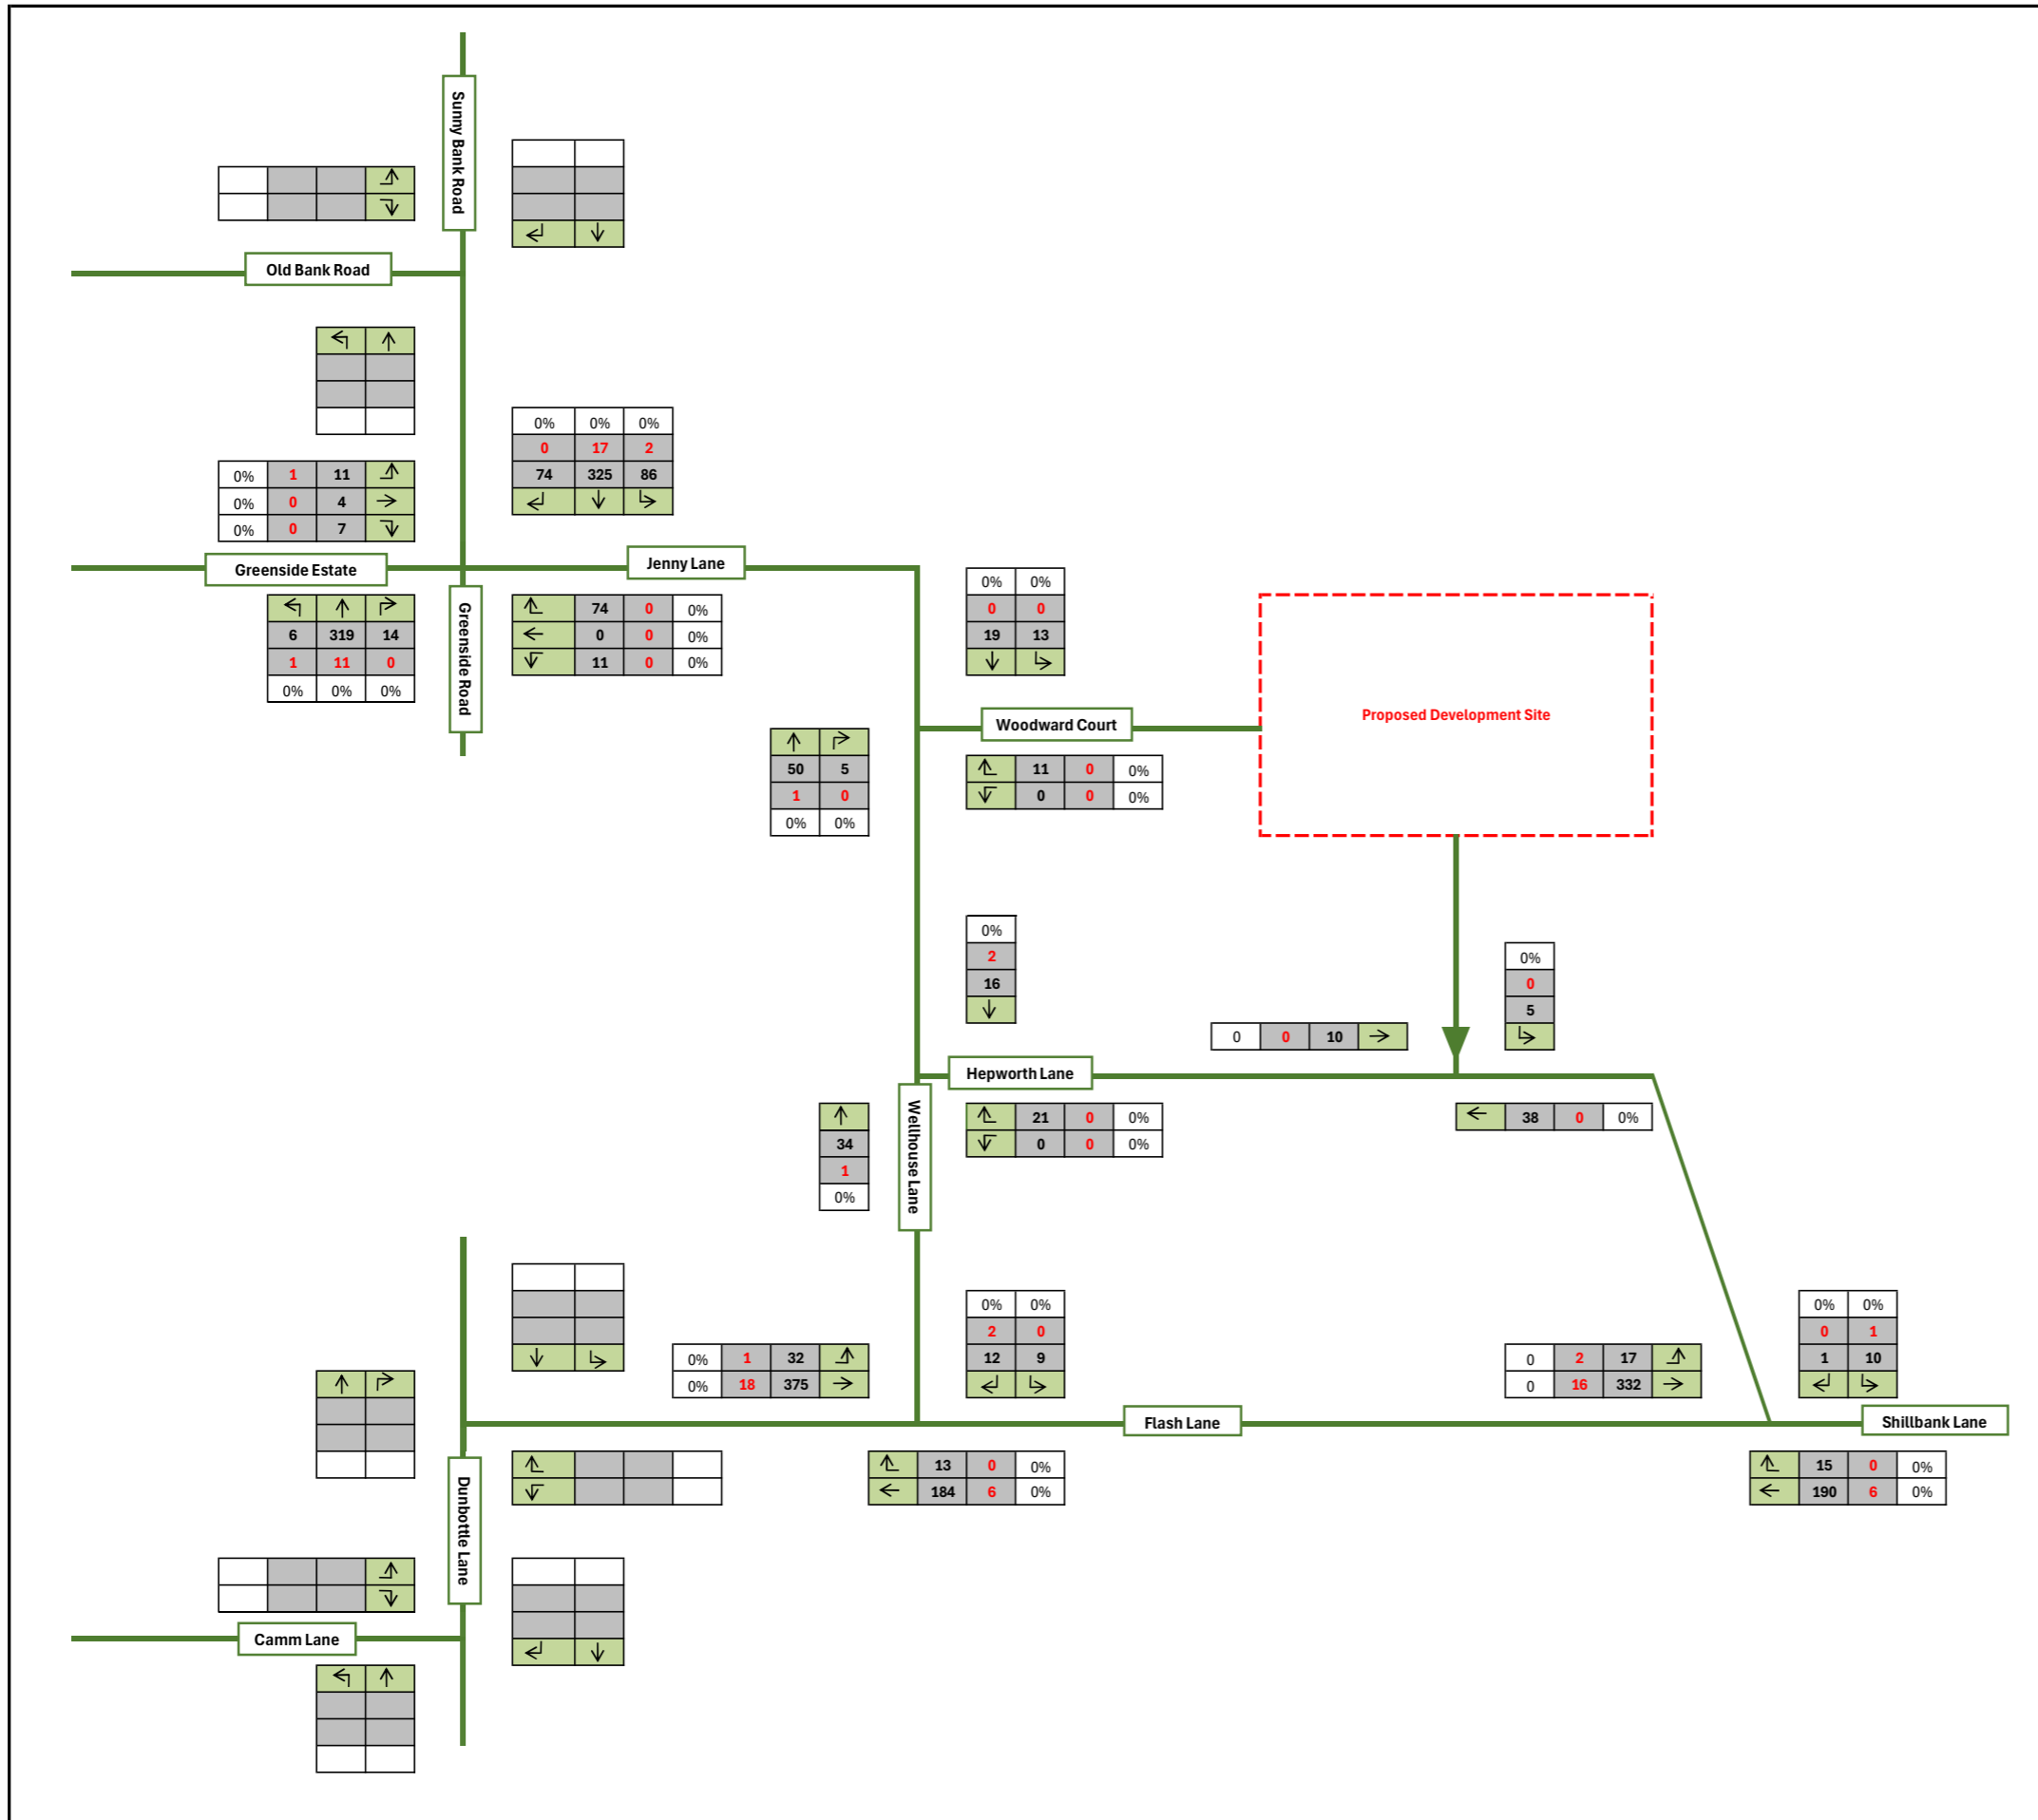 Sunny Bank Road
Old Bank Road
0% 0% 0%
0 17 2
74 325 86
0% 1 11
0% 0 4
0% 0 7
Greenside Estate
Jenny Lane
Greenside Road
6 319 14
1 11 0
0% 0% 0%
74 0 0%
0 0 0%
11 0 0%
0% 0%
0 0
19 13
Proposed Development Site
Woodward Court
50 5
1 0
0% 0%
11 0 0%
0 0 0%
0%
2
16
0%
0
5
0 0 10
Hepworth Lane
Wellhouse Lane
34
1
0%
21 0 0%
0 0 0%
38 0 0%
0% 1 32
0% 18 375
0% 0%
2 0
12 9
0 2 17
0 16 332
0% 0%
0 1
1 10
Flash Lane
Shillbank Lane
Dunbottle Lane
13 0 0%
184 6 0%
15 0 0%
190 6 0%
Camm Lane